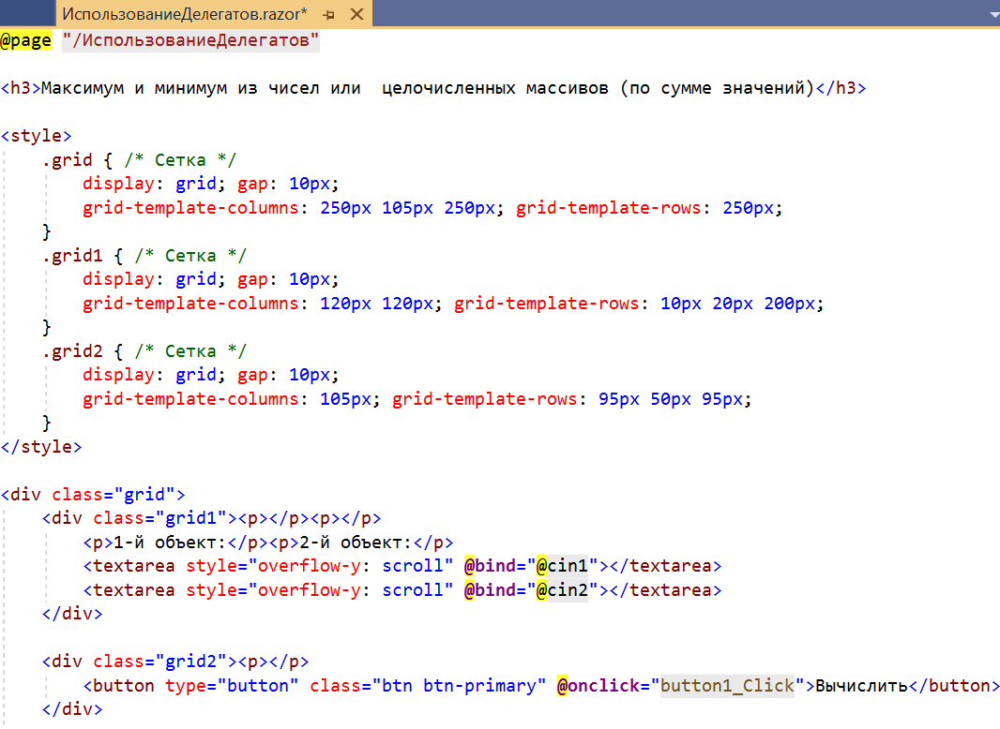 ИспользованиеДелегатов.razor*
@page "/ИспользованиеДелегатов"
<h3>Максимум и минимум из чисел или  целочисленных массивов (по сумме значений)</h3>
<style>
    .grid { /* Сетка */
        display: grid; gap: 10px;
        grid-template-columns: 250px 105px 250px; grid-template-rows: 250px;
    }
    .grid1 { /* Сетка */
        display: grid; gap: 10px;
        grid-template-columns: 120px 120px; grid-template-rows: 10px 20px 200px;
    }
    .grid2 { /* Сетка */
        display: grid; gap: 10px;
        grid-template-columns: 105px; grid-template-rows: 95px 50px 95px;
    }
</style>
<div class="grid">
    <div class="grid1"><p></p><p></p>
        <p>1-й объект:</p><p>2-й объект:</p>
        <textarea style="overflow-y: scroll" @bind="@cin1"></textarea>
        <textarea style="overflow-y: scroll" @bind="@cin2"></textarea>
    </div>
    <div class="grid2"><p></p>
        <button type="button" class="btn btn-primary" @onclick="button1_Click">Вычислить</button>
    </div>